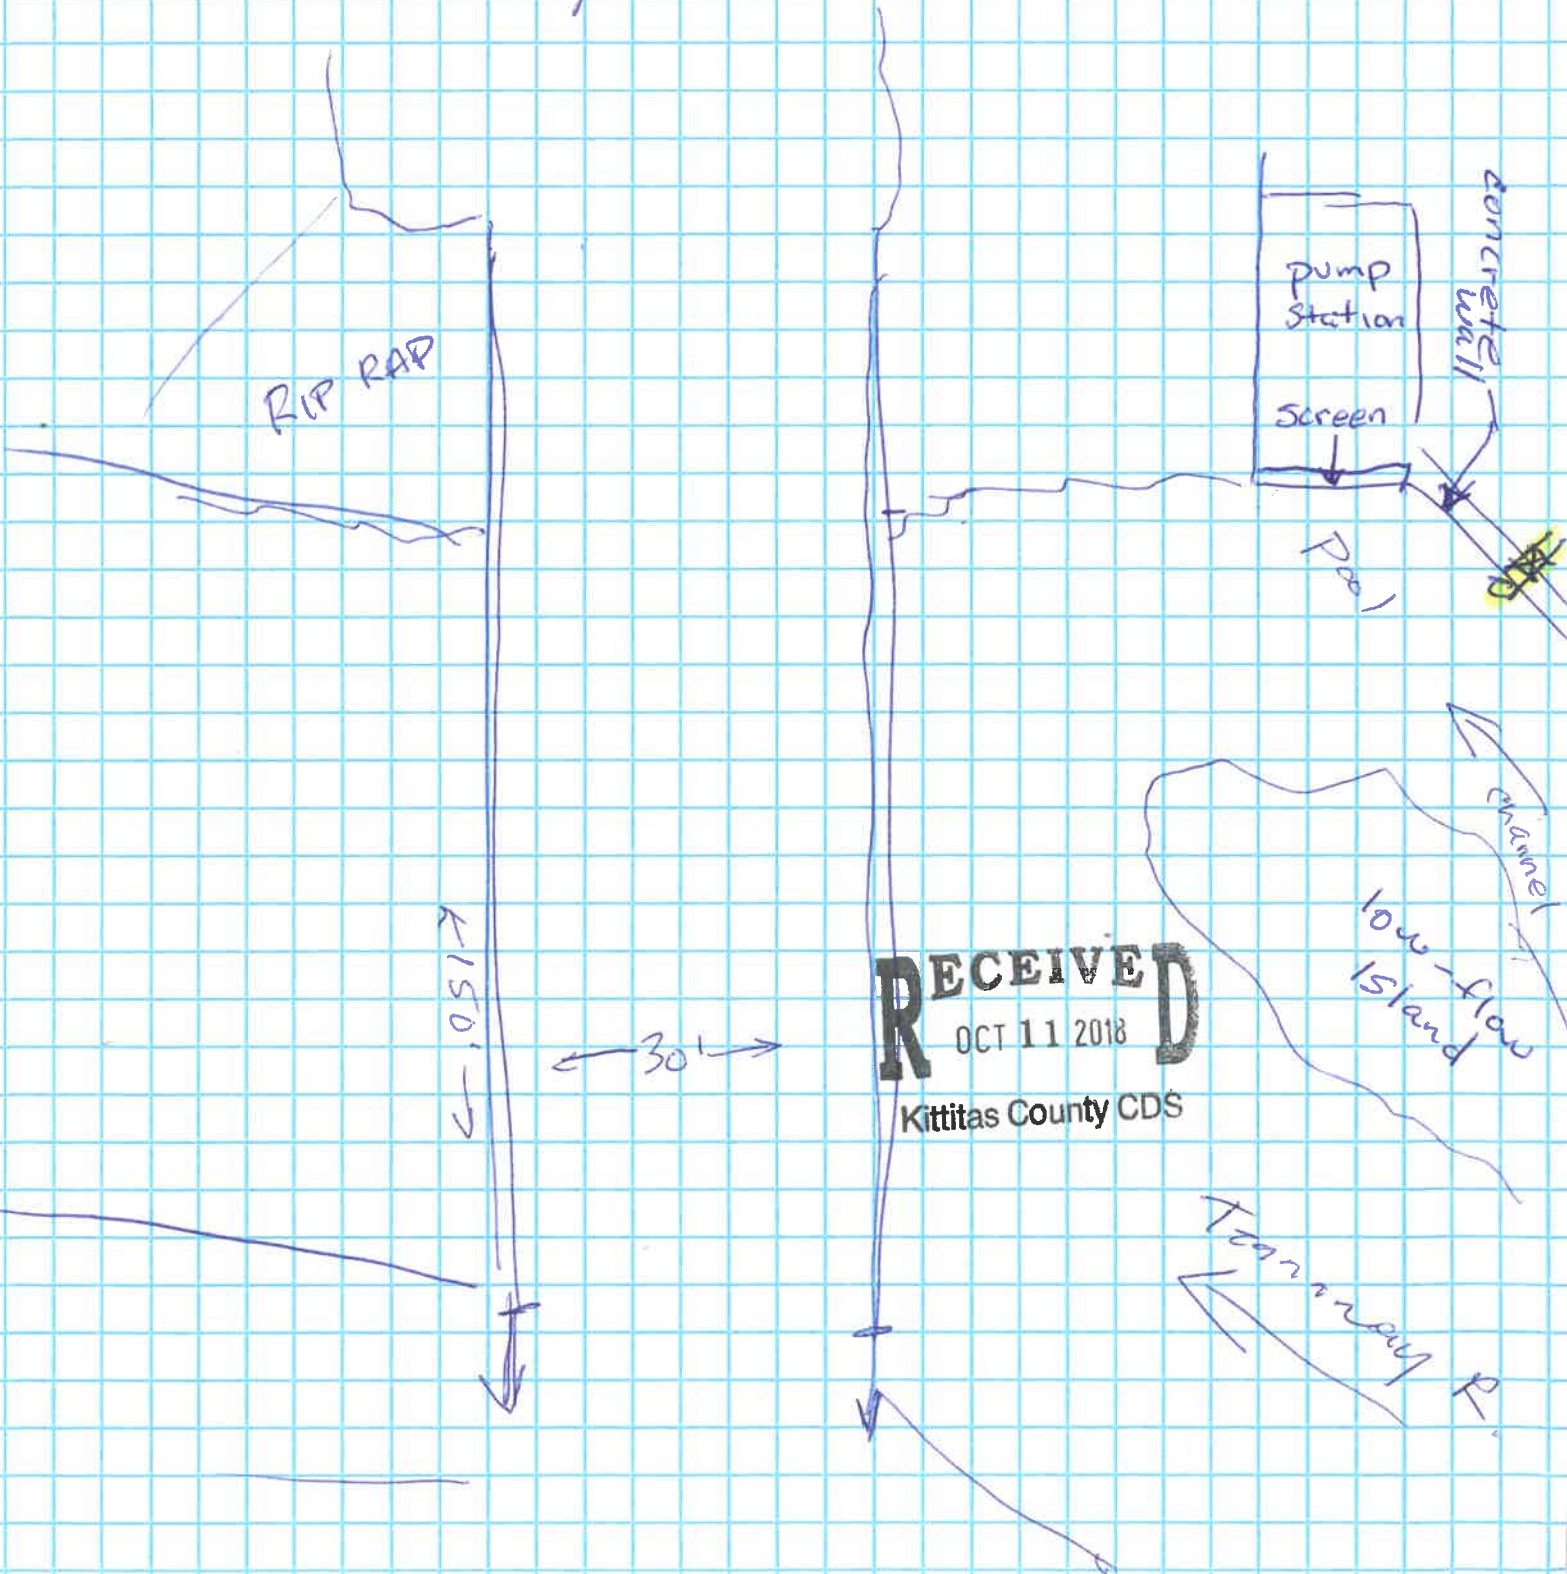 concrete
wall
pump
station
RIP RAP
screen
Pool
channel
low-flow
Island
RECEIVED
OCT 11 2018
Kittitas County CDS
150'
30'
R.